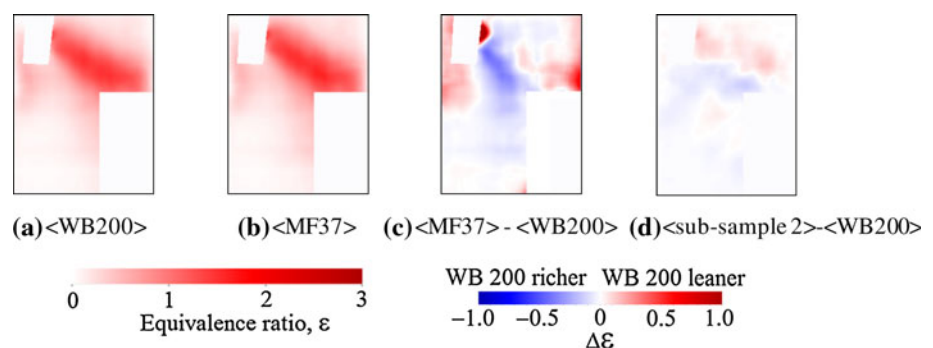 (a)<WB200> (b)<MF37> (c)<MF37>-<WB200> (d)<sub-sample 2>-<WB200>
0 1 2 3
Equivalence ratio, ε
WB 200 richer WB 200 leaner
−1.0 −0.5 0 0.5 1.0
Δε